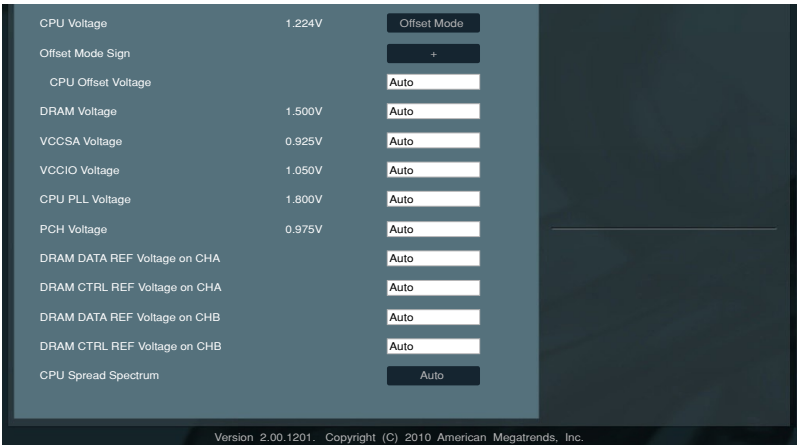 CPU Voltage 1.224V Offset Mode
Offset Mode Sign +
CPU Offset Voltage Auto
DRAM Voltage 1.500V Auto
VCCSA Voltage 0.925V Auto
VCCIO Voltage 1.050V Auto
CPU PLL Voltage 1.800V Auto
PCH Voltage 0.975V Auto
DRAM DATA REF Voltage on CHA Auto
DRAM CTRL REF Voltage on CHA Auto
DRAM DATA REF Voltage on CHB Auto
DRAM CTRL REF Voltage on CHB Auto
CPU Spread Spectrum Auto
Version 2.00.1201. Copyright (C) 2010 American Megatrends, Inc.